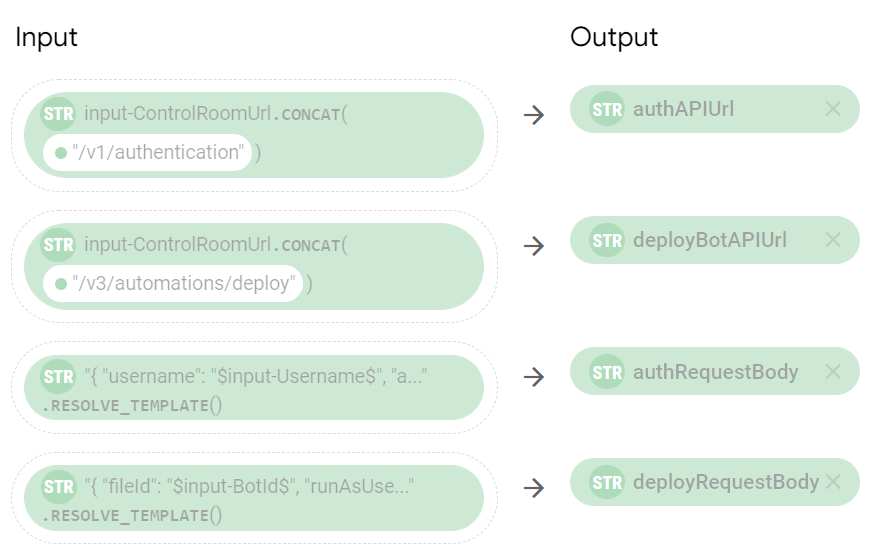 Input Output
STR input-ControlRoomUrl.CONCAT(
"/v1/authentication" )
STR authAPIUrl
STR input-ControlRoomUrl.CONCAT(
"/v3/automations/deploy" )
STR deployBotAPIUrl
STR "{ "username": "$input-Username$", "a..."
.RESOLVE_TEMPLATE()
STR authRequestBody
STR "{ "fileId": "$input-BotId$", "runAsUse..."
.RESOLVE_TEMPLATE()
STR deployRequestBody